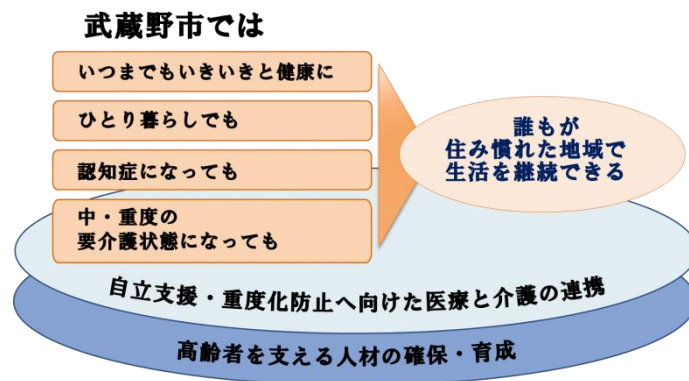 武蔵野市では
いつまでもいきいきと健康に
ひとり暮らしでも
認知症になっても
中・重度の
要介護状態になっても
誰もが
住み慣れた地域で
生活を継続できる
自立支援・重度化防止へ向けた医療と介護の連携
高齢者を支える人材の確保・育成